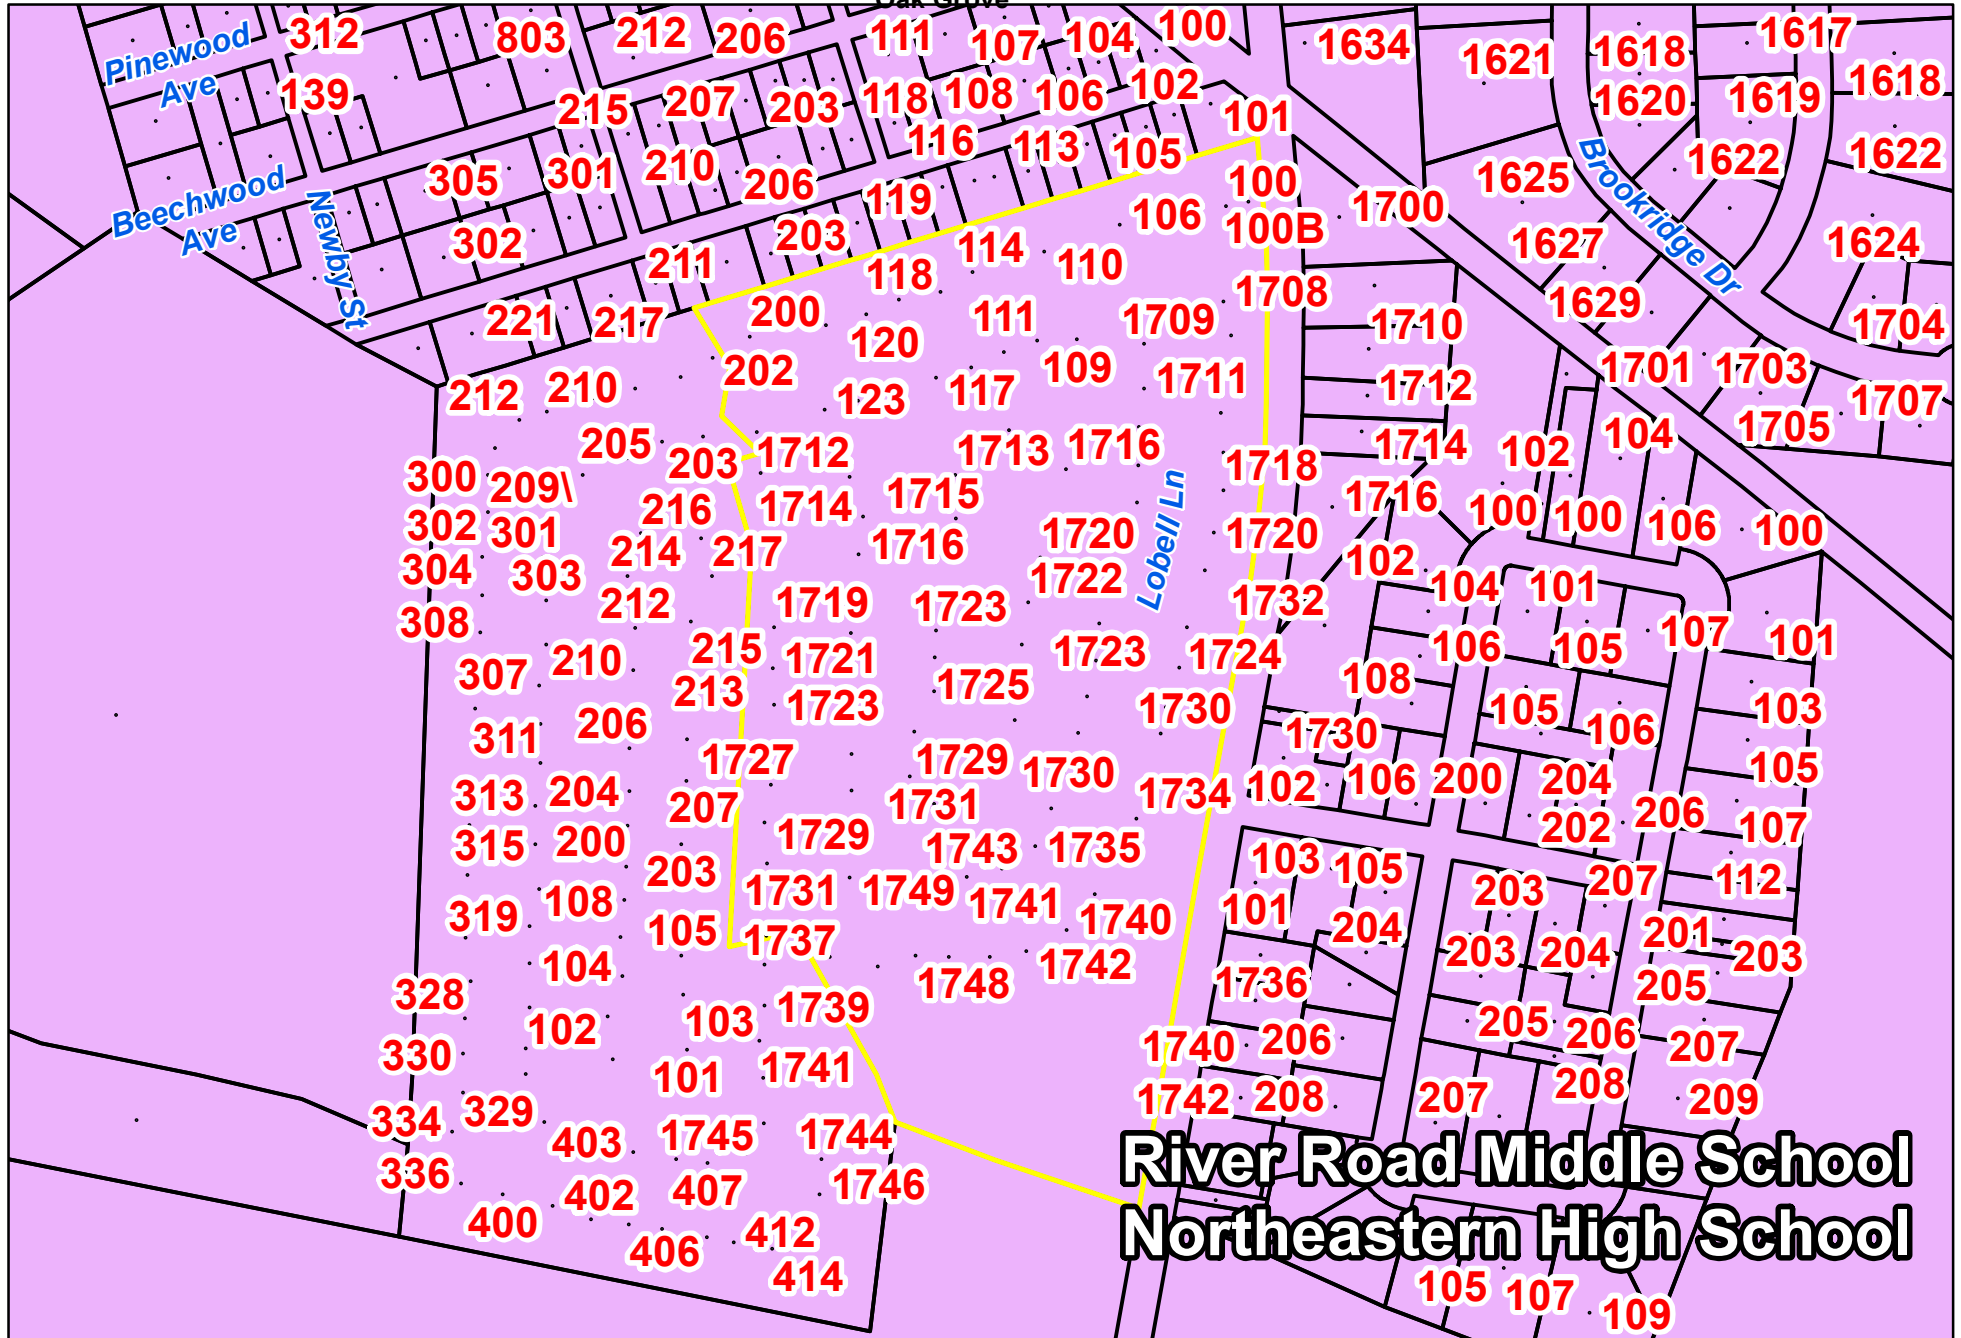 Oak Grove
312 803 212 206 111 107 104 100 1634 1621 1618 1617
Pinewood
Ave
139 215 207 203 118 108 106 102 101 1620 1619 1618
305 301 210 206 116 113 105 100 1625 1622 1622
Beechwood
Ave
Newby St
Brookridge Dr
302 211 203 119 114 110 106 100B 1700 1627 1624
221 217 200 118 111 1709 1708 1710 1629 1704
212 210 202 120 123 117 109 1711 1712 1701 1703 1707
205 203 1712 1713 1716 1718 1714 102 104 1705
300 209\ 216 1714 1715 1716 100 100 106 100
Lobell Ln
302 301 214 217 1716 1720 1720 102
304 303 212 1719 1723 1722 1732 104 101
308 215 1721 1723 1724 106 105 107 101
307 210 213 1723 1725 1730 108 105 106 103
311 206 1727 1729 1730 1730
313 204 207 1731 1734 102 106 200 204 206 105
315 200 1729 1743 1735 103 105 202 107
319 108 203 1731 1749 1741 1740 101 204 203 207 112
105 1737 203 204 201 203
328 104 1739 1748 1742 1736 205
330 102 103 1741 1740 206 205 206 207
101 1742 208 207 208 209
334 329 403 1745 1744
336 402 407 1746
400 406 412
414
River Road Middle School
Northeastern High School
105 107 109